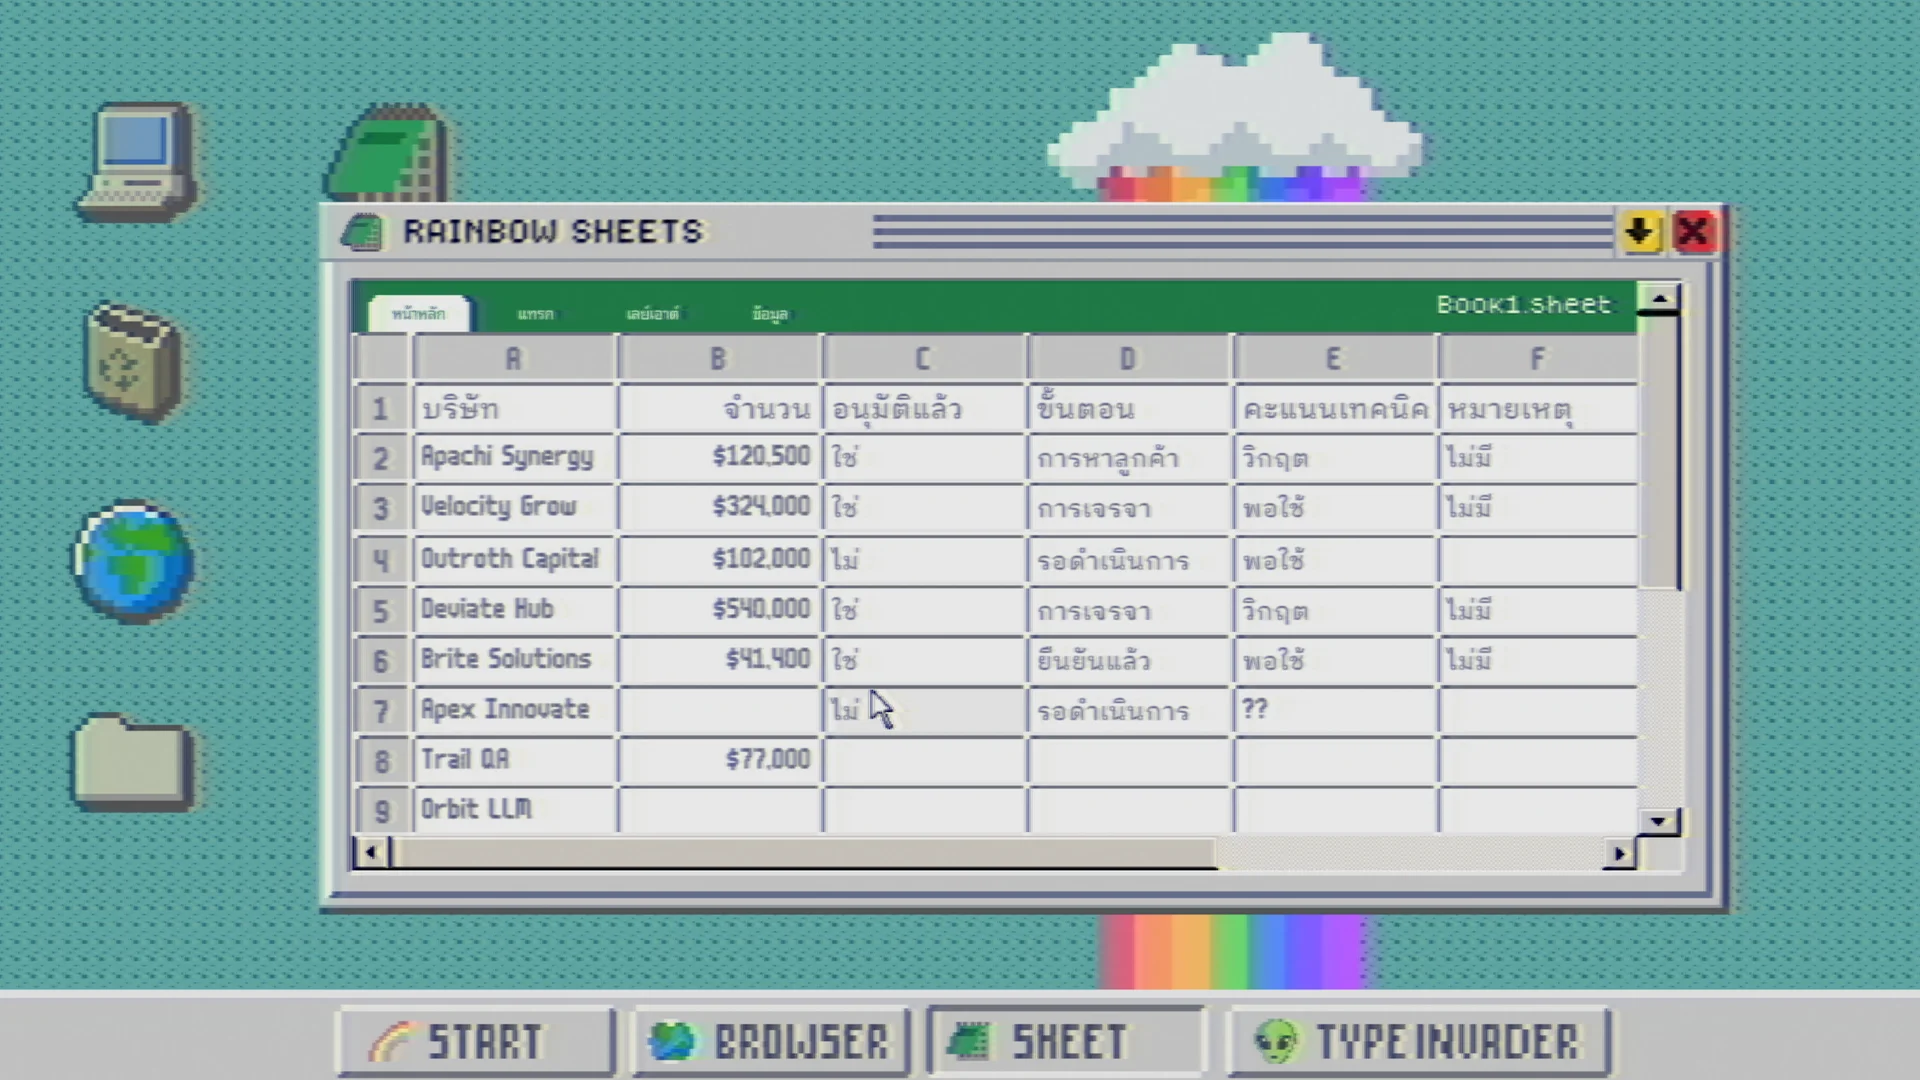 RAINBOW SHEETS
หน้าหลัก แทรก เลย์เอาต์ ข้อมูล Book1.sheet
A B C D E F
1 บริษัท จำนวน อนุมัติแล้ว ขั้นตอน คะแนนเทคนิค หมายเหตุ
2 Apachi Synergy $120,500 ใช่ การหาลูกค้า วิกฤต ไม่มี
3 Velocity Grow $324,000 ใช่ การเจรจา พอใช้ ไม่มี
4 Outroth Capital $102,000 ไม่ รอดำเนินการ พอใช้
5 Deviate Hub $540,000 ใช่ การเจรจา วิกฤต ไม่มี
6 Brite Solutions $41,400 ใช่ ยืนยันแล้ว พอใช้ ไม่มี
7 Apex Innovate ไม่ รอดำเนินการ ??
8 Trail QA $77,000
9 Orbit LLM
START BROWSER SHEET TYPE INVADER